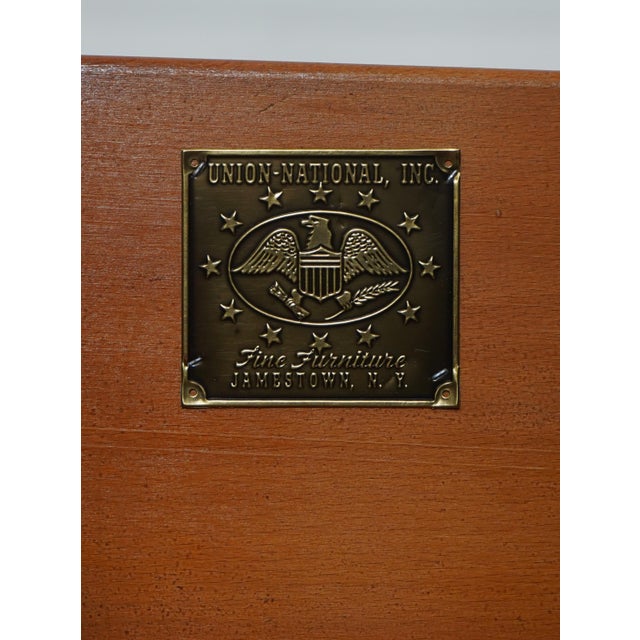 UNION-NATIONAL, INC.
Fine Furniture
JAMESTOWN, N. Y.